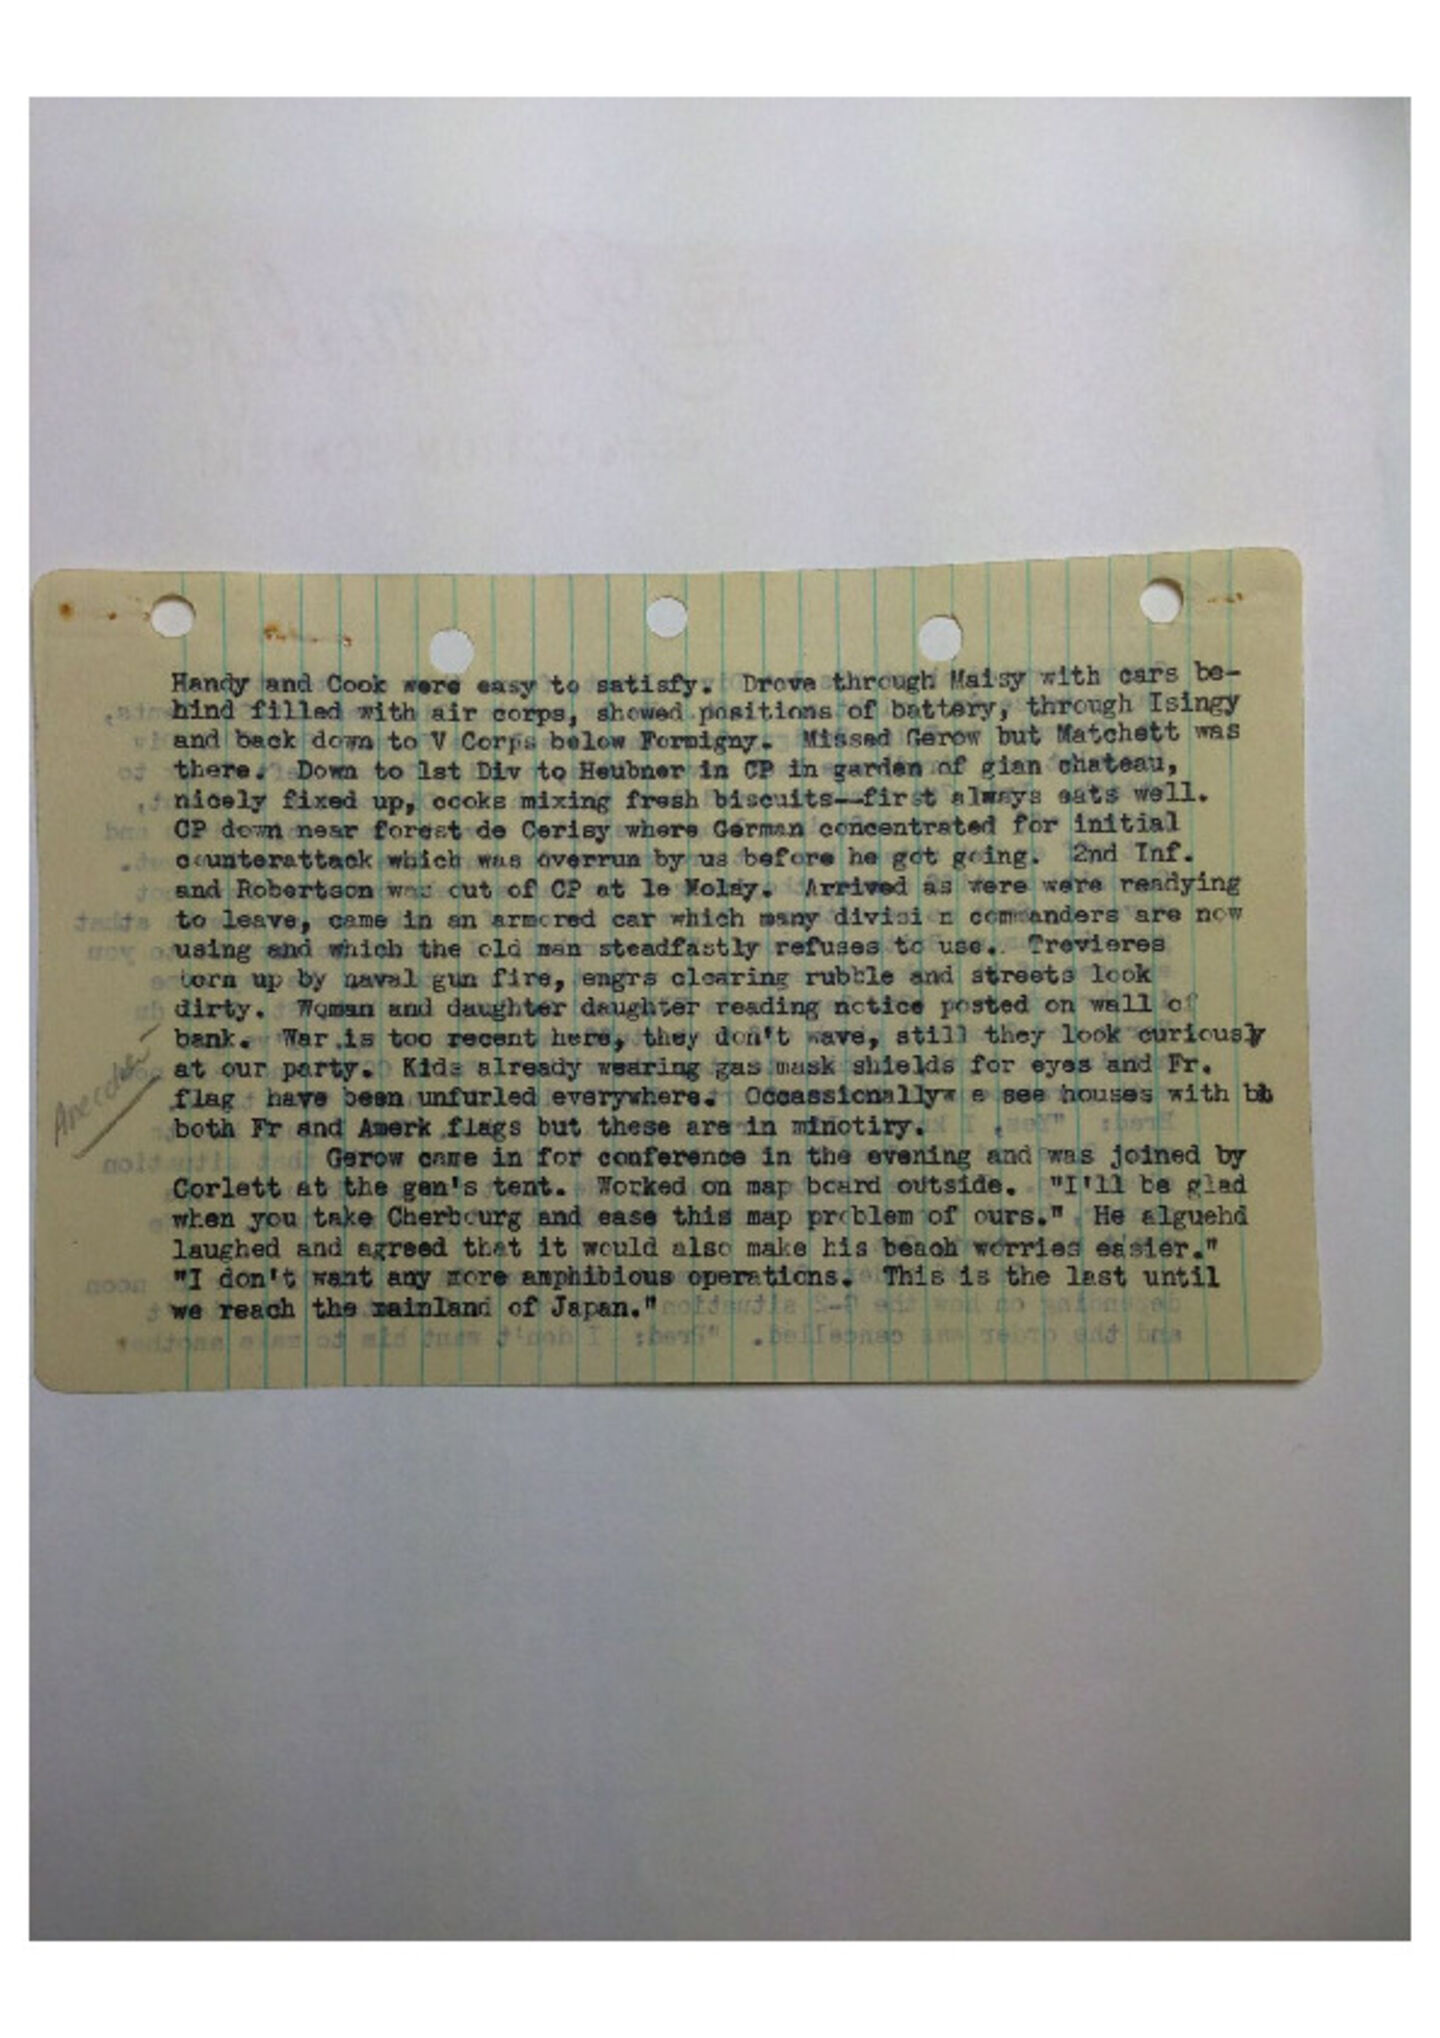 Handy and Cook were easy to satisfy. Drove through Maisy with cars be-
hind filled with air corps, showed positions of battery, through Isingy
and back down to V Corps below Formigny. Missed Gerow but Matchett was
there. Down to 1st Div to Heubner in CP in garden of gian chateau,
nicely fixed up, cooks mixing fresh biscuits--first always eats well.
CP down near forest de Cerisy where German concentrated for initial
counterattack which was overrun by us before he got going. 2nd Inf.
and Robertson was out of CP at le Molay. Arrived as were were readying
to leave, came in an armored car which many divisi n commanders are now
using and which the old man steadfastly refuses to use. Trevieres
torn up by naval gun fire, engrs clearing rubble and streets look
dirty. Woman and daughter daughter reading notice posted on wall of
bank. War is too recent here, they don't wave, still they look curiously
at our party. Kids already wearing gas mask shields for eyes and Fr.
flag have been unfurled everywhere. Occassionallyw e see houses with bh
both Fr and Amerk flags but these are in minotiry.
Gerow came in for conference in the evening and was joined by
Corlett at the gen's tent. Worked on map board outside. "I'll be glad
when you take Cherbourg and ease this map problem of ours." He alguehd
laughed and agreed that it would also make his beach worries easier."
"I don't want any more amphibious operations. This is the last until
we reach the mainland of Japan."